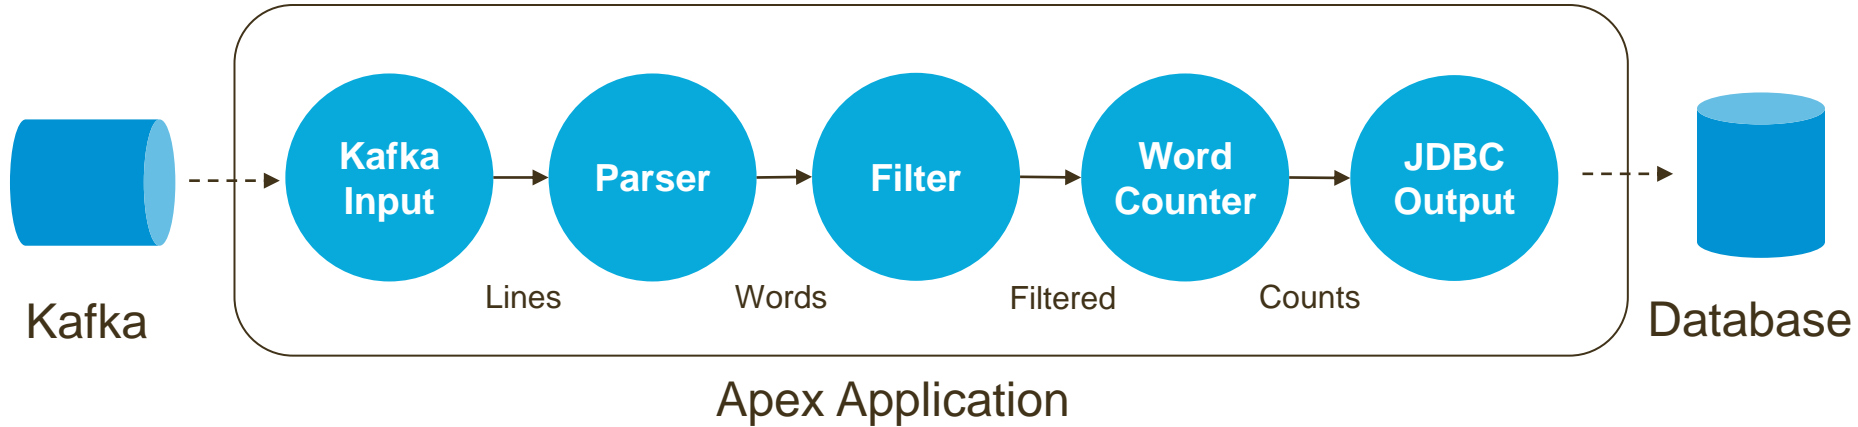 Kafka
Kafka
Input
Parser
Filter
Word
Counter
JDBC
Output
Lines
Words
Filtered
Counts
Database
Apex Application